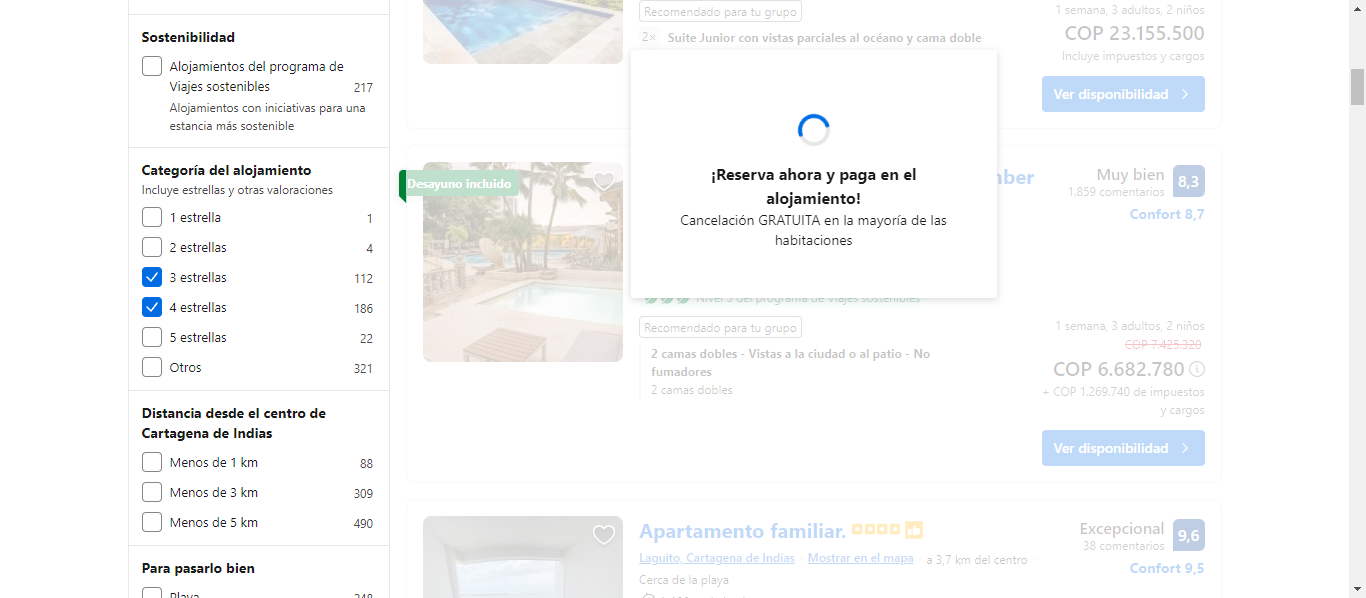 Sostenibilidad
Alojamientos del programa de
Viajes sostenibles 217
Alojamientos con iniciativas para una
estancia más sostenible
Categoría del alojamiento
Incluye estrellas y otras valoraciones
1 estrella 1
2 estrellas 4
3 estrellas 112
4 estrellas 186
5 estrellas 22
Otros 321
Distancia desde el centro de
Cartagena de Indias
Menos de 1 km 88
Menos de 3 km 309
Menos de 5 km 490
Para pasarlo bien
Playa 348
Recomendado para tu grupo
2× Suite Junior con vistas parciales al océano y cama doble
1 semana, 3 adultos, 2 niños
COP 23.155.500
Incluye impuestos y cargos
Ver disponibilidad
¡Reserva ahora y paga en el
alojamiento!
Cancelación GRATUITA en la mayoría de las
habitaciones
Desayuno incluido
Muy bien 8,3
1.859 comentarios
Confort 8,7
Nivel 3 del programa de Viajes sostenibles
Recomendado para tu grupo
2 camas dobles - Vistas a la ciudad o al patio - No
fumadores
2 camas dobles
1 semana, 3 adultos, 2 niños
COP 7.425.320
COP 6.682.780
+ COP 1.269.740 de impuestos
y cargos
Ver disponibilidad
Apartamento familiar.
Laguito, Cartagena de Indias Mostrar en el mapa a 3,7 km del centro
Cerca de la playa
Excepcional 9,6
38 comentarios
Confort 9,5